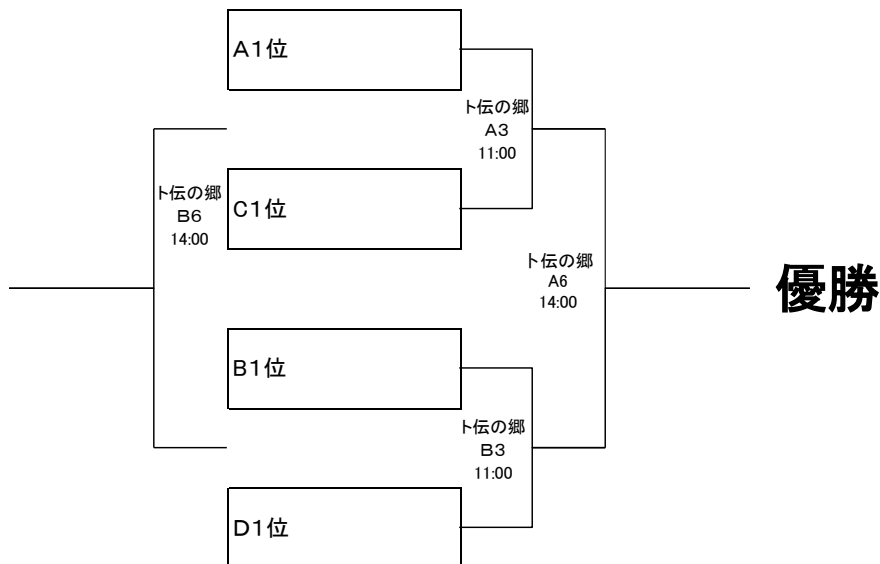 A1位
ト伝の郷
A3
11:00
ト伝の郷
B6
14:00
C1位
ト伝の郷
A6
14:00
優勝
B1位
ト伝の郷
B3
11:00
D1位